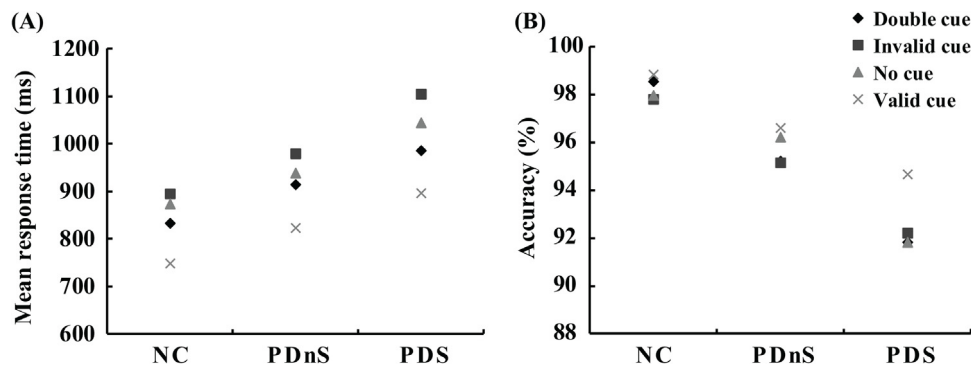 (A)
Mean response time (ms)
1200
1100
1000
900
800
700
600
NC PDnS PDS
(B)
Accuracy (%)
100
98
96
94
92
90
88
NC PDnS PDS
Double cue
Invalid cue
No cue
Valid cue